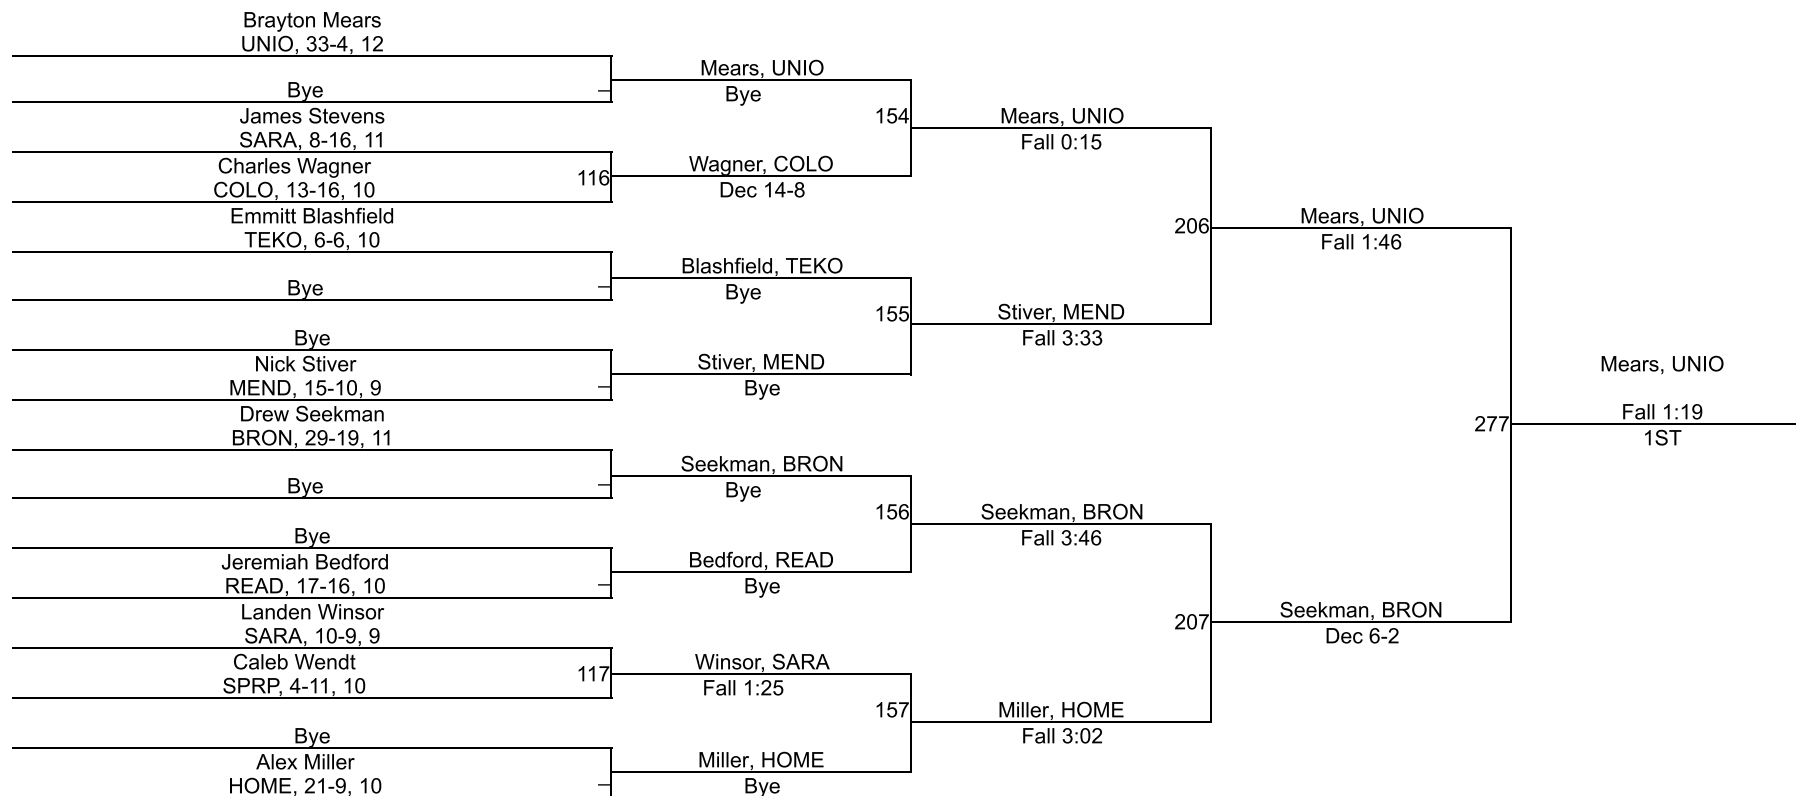 Brayton Mears
UNIO, 33-4, 12
Bye
James Stevens
SARA, 8-16, 11
Charles Wagner
COLO, 13-16, 10
116
Emmitt Blashfield
TEKO, 6-6, 10
Bye
Bye
Nick Stiver
MEND, 15-10, 9
Drew Seekman
BRON, 29-19, 11
Bye
Bye
Jeremiah Bedford
READ, 17-16, 10
Landen Winsor
SARA, 10-9, 9
Caleb Wendt
SPRP, 4-11, 10
117
Bye
Alex Miller
HOME, 21-9, 10
Mears, UNIO
Bye
154
Wagner, COLO
Dec 14-8
Blashfield, TEKO
Bye
155
Stiver, MEND
Bye
Seekman, BRON
Bye
156
Bedford, READ
Bye
Winsor, SARA
Fall 1:25
157
Miller, HOME
Bye
Mears, UNIO
Fall 0:15
206
Stiver, MEND
Fall 3:33
Seekman, BRON
Fall 3:46
207
Miller, HOME
Fall 3:02
Mears, UNIO
Fall 1:46
277
Seekman, BRON
Dec 6-2
Mears, UNIO
Fall 1:19
1ST